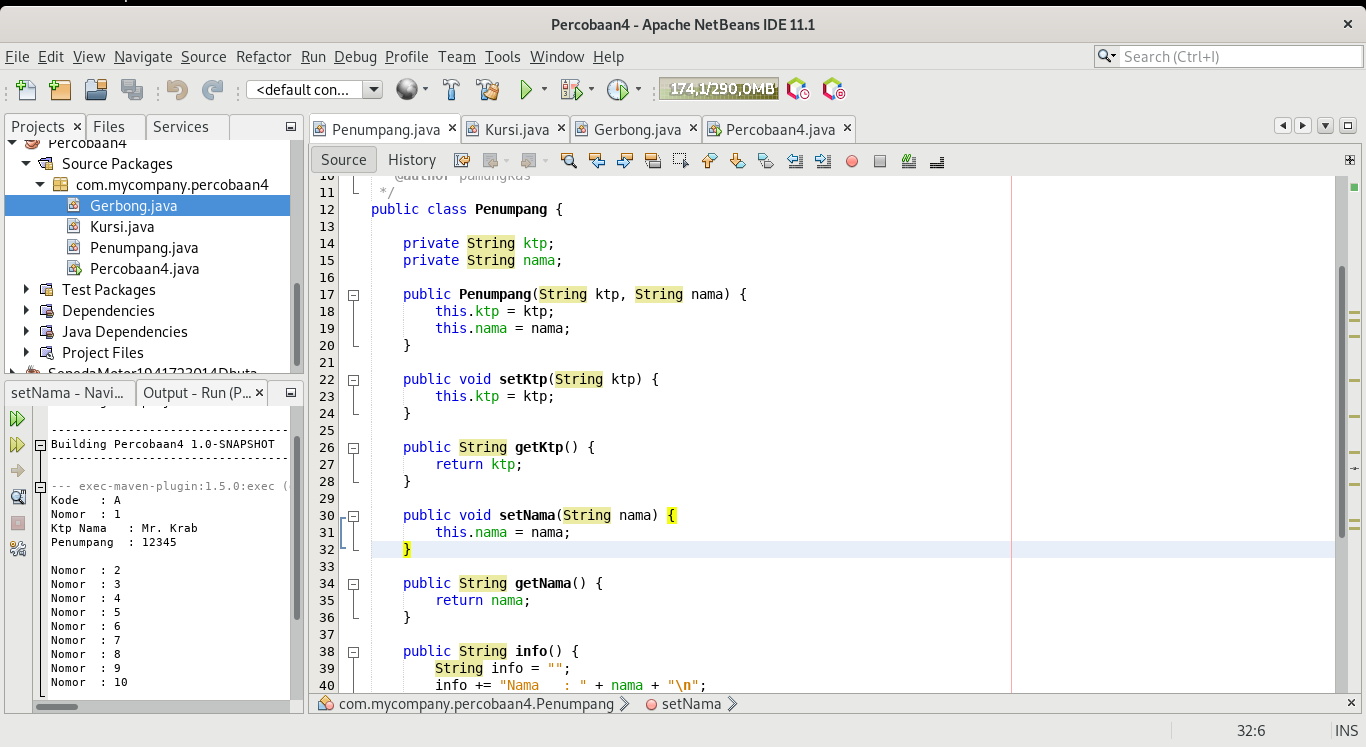 Percobaan4 - Apache NetBeans IDE 11.1
File Edit View Navigate Source Refactor Run Debug Profile Team Tools Window Help
Search (Ctrl+I)
<default con...
174,1/290,0MB
Projects Files Services
Percobaan4
Source Packages
com.mycompany.percobaan4
Gerbong.java
Kursi.java
Penumpang.java
Percobaan4.java
Test Packages
Dependencies
Java Dependencies
Project Files
setNama - Navi...
Output - Run (P...
------------------------------------
Building Percobaan4 1.0-SNAPSHOT
------------------------------------
--- exec-maven-plugin:1.5.0:exec (
Kode   : A
Nomor  : 1
Ktp Nama   : Mr. Krab
Penumpang  : 12345
Nomor  : 2
Nomor  : 3
Nomor  : 4
Nomor  : 5
Nomor  : 6
Nomor  : 7
Nomor  : 8
Nomor  : 9
Nomor  : 10
Penumpang.java Kursi.java Gerbong.java Percobaan4.java
Source History
10 @author pamungkas
11 */
12 public class Penumpang {
13
14 private String ktp;
15 private String nama;
16
17 public Penumpang(String ktp, String nama) {
18 this.ktp = ktp;
19 this.nama = nama;
20 }
21
22 public void setKtp(String ktp) {
23 this.ktp = ktp;
24 }
25
26 public String getKtp() {
27 return ktp;
28 }
29
30 public void setNama(String nama) {
31 this.nama = nama;
32 }
33
34 public String getNama() {
35 return nama;
36 }
37
38 public String info() {
39 String info = "";
40 info += "Nama   : " + nama + "\n";
com.mycompany.percobaan4.Penumpang
setNama
32:6
INS